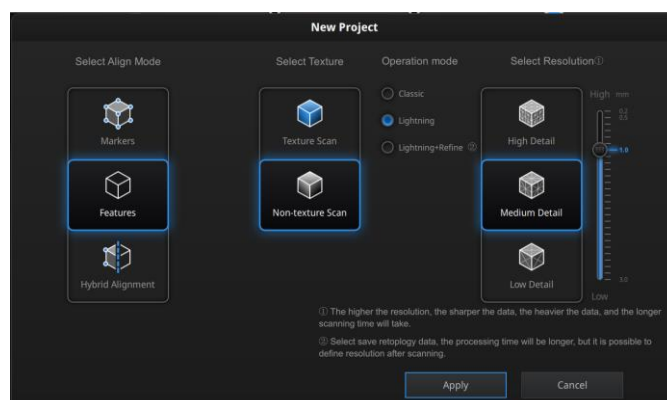 New Project
Select Align Mode
Select Texture
Operation mode
Select Resolution①
Markers
Features
Hybrid Alignment
Texture Scan
Non-texture Scan
Classic
Lightning
Lightning+Refine ②
High Detail
Medium Detail
Low Detail
High mm
0.2
0.5
1.0
3.0
Low
① The higher the resolution, the sharper the data, the heavier the data, and the longer
scanning time will take.
② Select save retoplogy data, the processing time will be longer, but it is possible to
define resolution after scanning.
Apply
Cancel